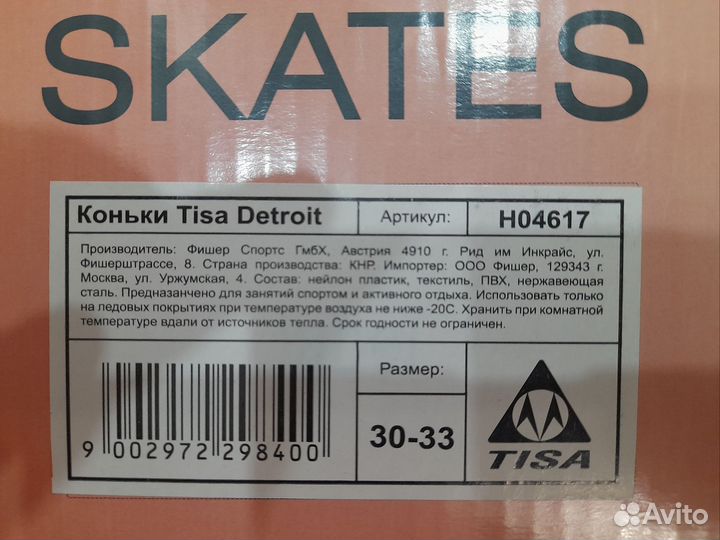 SKATES
Коньки Tisa Detroit
Артикул:
H04617
Производитель: Фишер Спортс ГмбХ, Австрия 4910 г. Рид им Инкрайс, ул.
Фишерштрассе, 8. Страна производства: КНР. Импортер: ООО Фишер, 129343 г.
Москва, ул. Уржумская, 4. Состав: нейлон пластик, текстиль, ПВХ, нержавеющая
сталь. Предназанчено для занятий спортом и активного отдыха. Использовать только
на ледовых покрытиях при температуре воздуха не ниже -20С. Хранить при комнатной
температуре вдали от источников тепла. Срок годности не ограничен.
9 002972 298400
Размер:
30-33
TISA
Avito